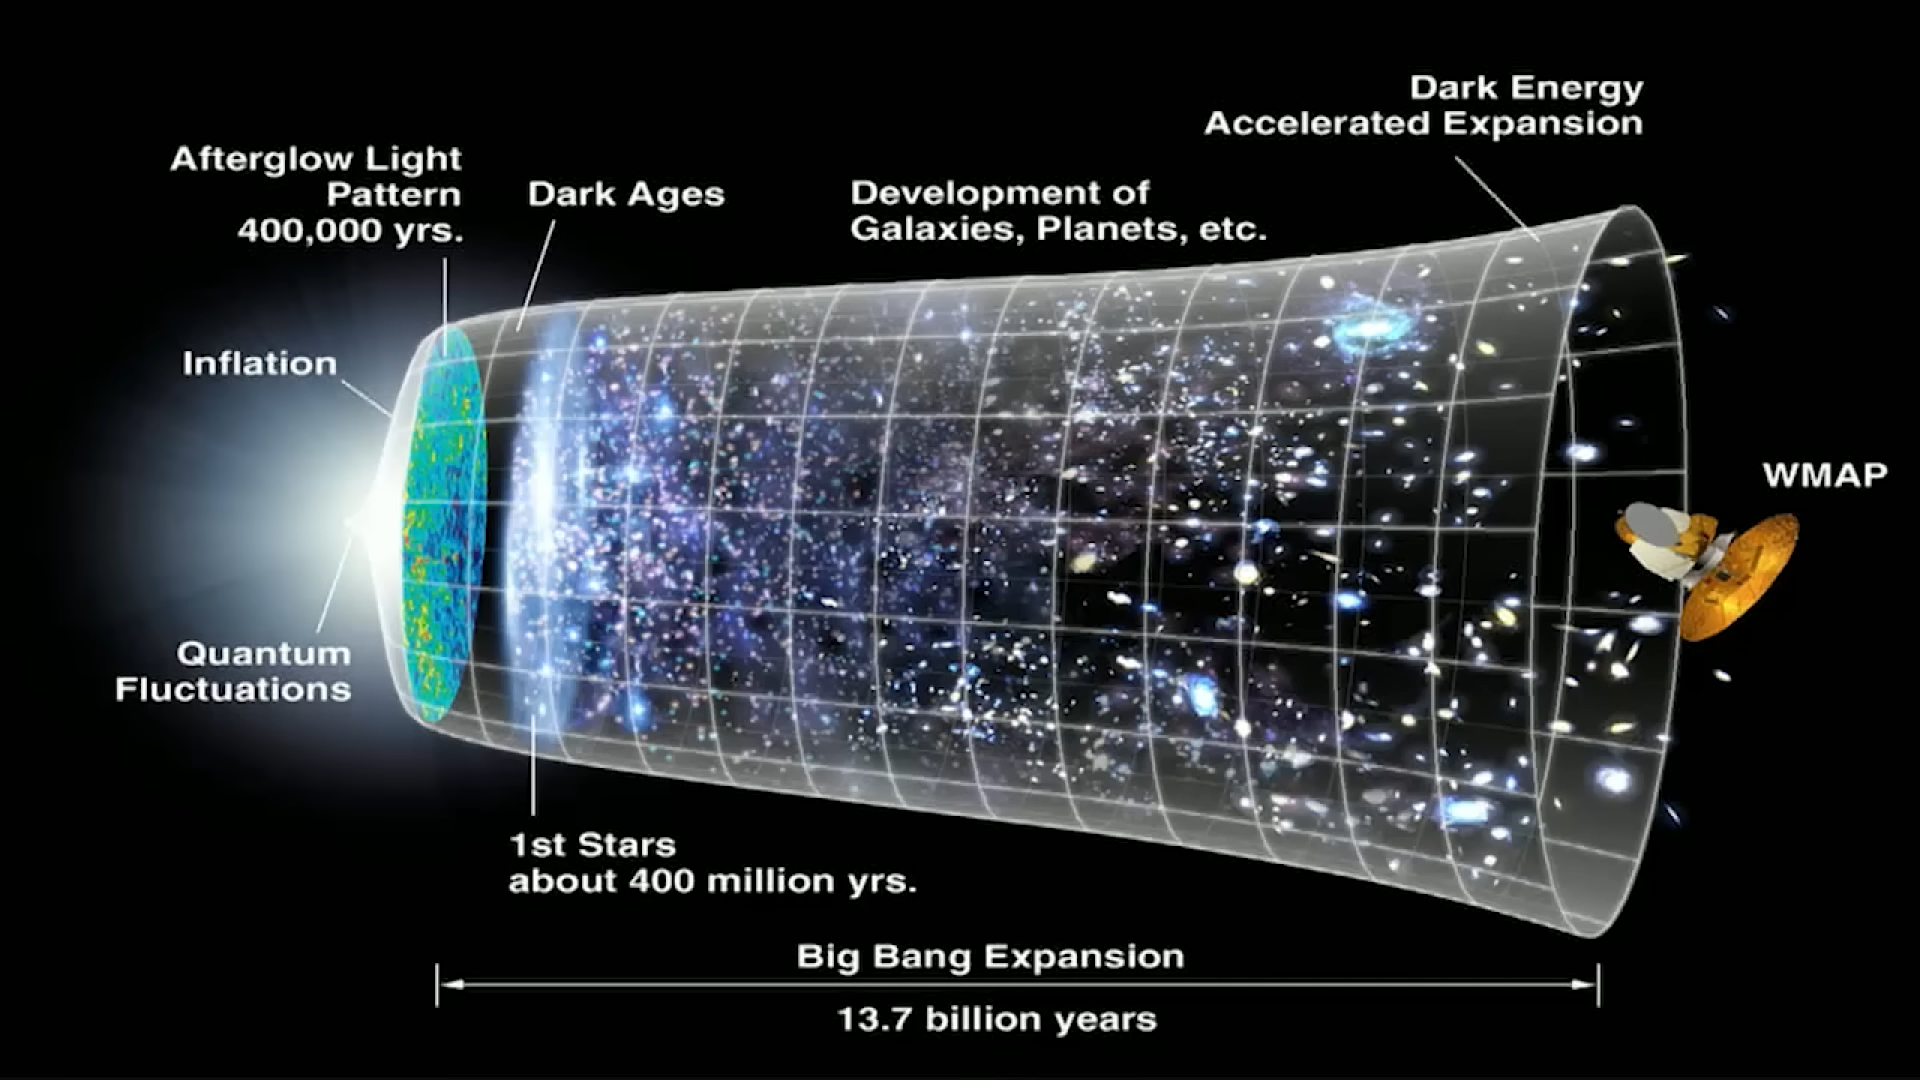 Dark Energy
Accelerated Expansion
Afterglow Light
Pattern
400,000 yrs.
Dark Ages
Development of
Galaxies, Planets, etc.
Inflation
WMAP
Quantum
Fluctuations
1st Stars
about 400 million yrs.
Big Bang Expansion
13.7 billion years